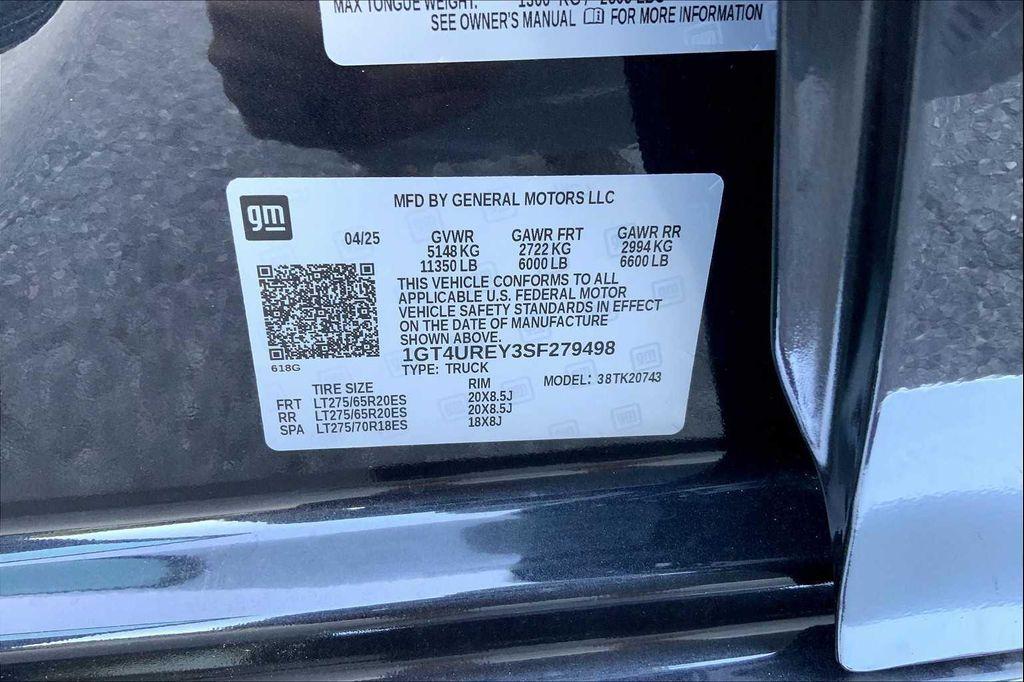 MAX TONGUE WEIGHT:
SEE OWNER'S MANUAL FOR MORE INFORMATION
gm
MFD BY GENERAL MOTORS LLC
04/25 GVWR GAWR FRT GAWR RR
5148 KG 2722 KG 2994 KG
11350 LB 6000 LB 6600 LB
THIS VEHICLE CONFORMS TO ALL
APPLICABLE U.S. FEDERAL MOTOR
VEHICLE SAFETY STANDARDS IN EFFECT
ON THE DATE OF MANUFACTURE
SHOWN ABOVE.
1GT4UREY3SF279498
618G
TYPE: TRUCK
TIRE SIZE RIM MODEL: 38TK20743
FRT LT275/65R20ES 20X8.5J
RR LT275/65R20ES 20X8.5J
SPA LT275/70R18ES 18X8J